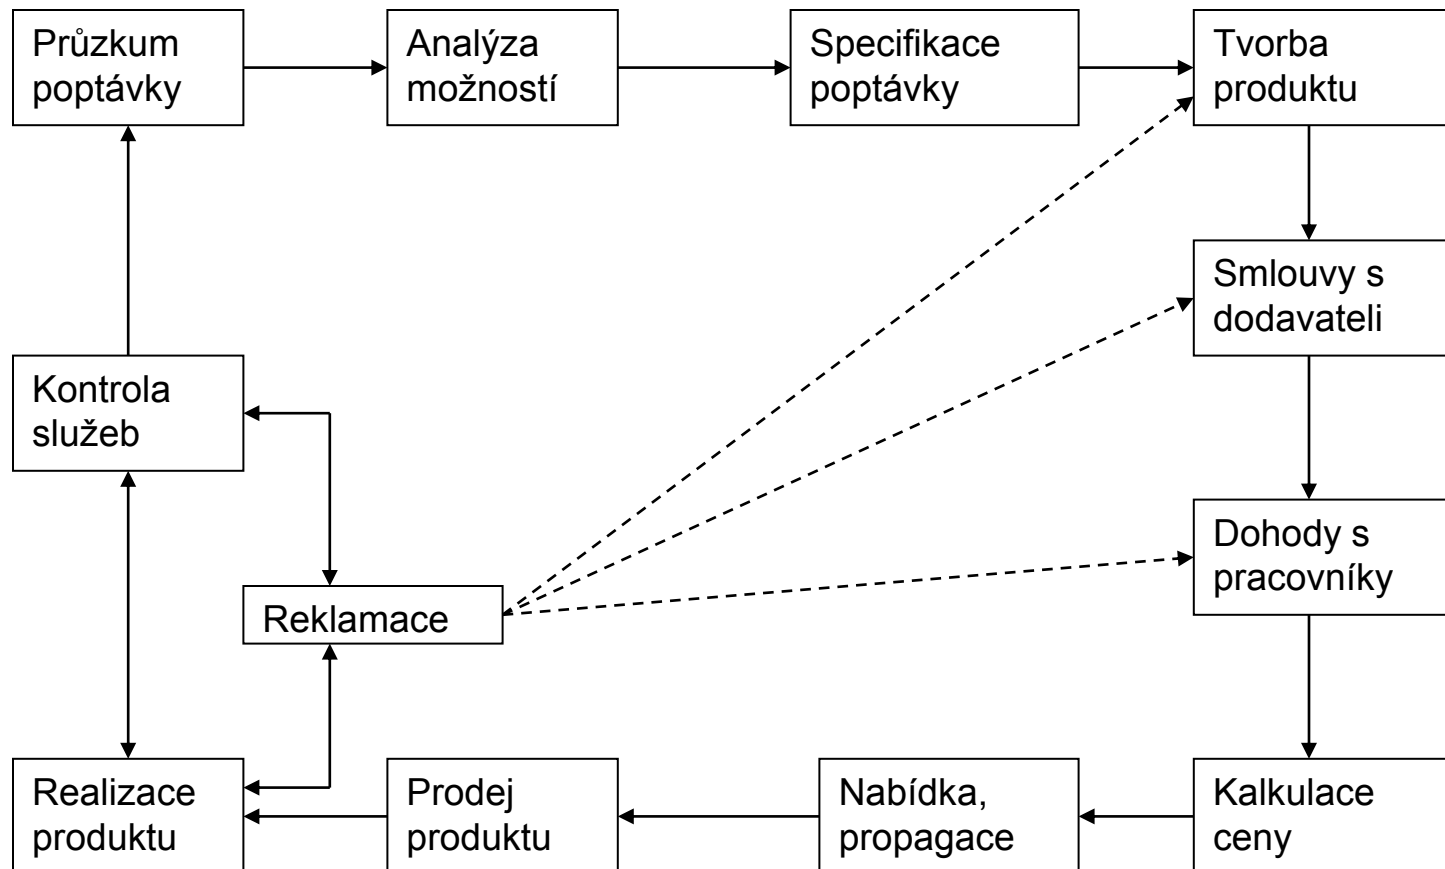 Průzkum
poptávky
Analýza
možností
Specifikace
poptávky
Tvorba
produktu
Smlouvy s
dodavateli
Kontrola
služeb
Dohody s
pracovníky
Reklamace
Realizace
produktu
Prodej
produktu
Nabídka,
propagace
Kalkulace
ceny